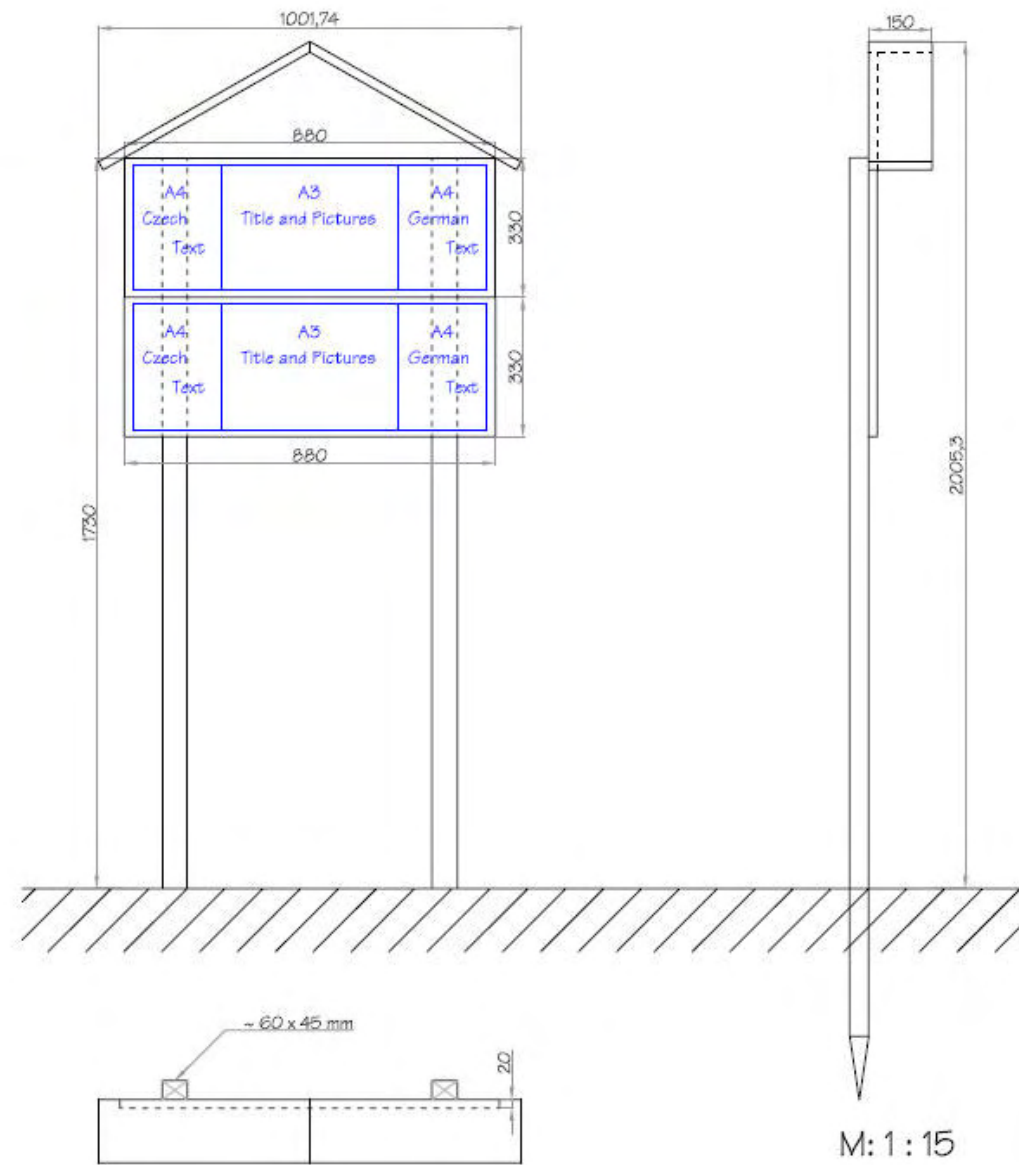 1001,74
150
880
A4
Czech
Text
A3
Title and Pictures
A4
German
Text
330
A4
Czech
Text
A3
Title and Pictures
A4
German
Text
330
880
1730
2005,3
~ 60 x 45 mm
20
M: 1 : 15